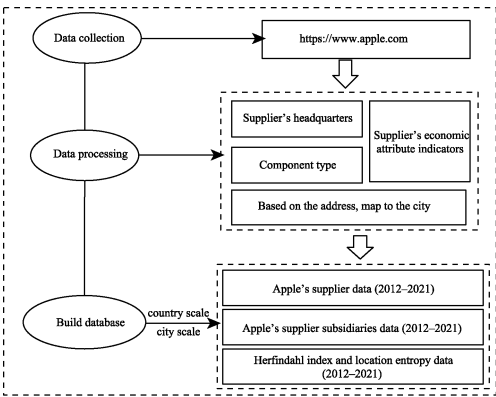 Data collection
https://www.apple.com
Supplier's headquarters
Supplier's economic
attribute indicators
Data processing
Component type
Based on the address, map to the city
Apple's supplier data (2012–2021)
country scale
Build database
city scale
Apple's supplier subsidiaries data (2012–2021)
Herfindahl index and location entropy data
(2012–2021)